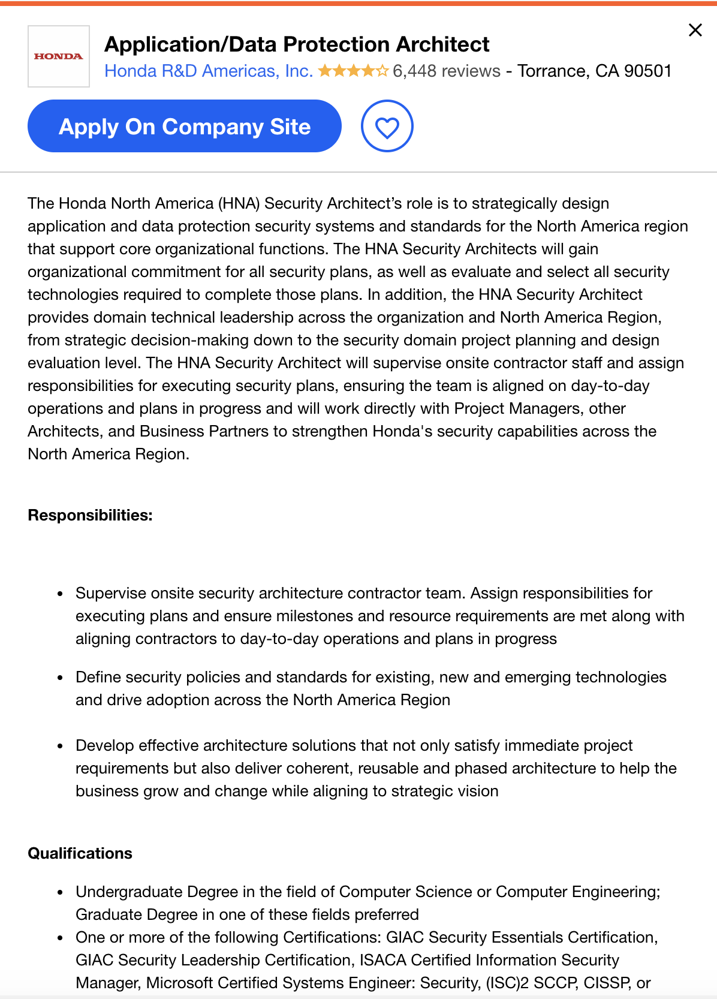 HONDA
Application/Data Protection Architect
Honda R&D Americas, Inc. ★★★★☆ 6,448 reviews - Torrance, CA 90501
Apply On Company Site
The Honda North America (HNA) Security Architect’s role is to strategically design
application and data protection security systems and standards for the North America region
that support core organizational functions. The HNA Security Architects will gain
organizational commitment for all security plans, as well as evaluate and select all security
technologies required to complete those plans. In addition, the HNA Security Architect
provides domain technical leadership across the organization and North America Region,
from strategic decision-making down to the security domain project planning and design
evaluation level. The HNA Security Architect will supervise onsite contractor staff and assign
responsibilities for executing security plans, ensuring the team is aligned on day-to-day
operations and plans in progress and will work directly with Project Managers, other
Architects, and Business Partners to strengthen Honda's security capabilities across the
North America Region.
Responsibilities:
• Supervise onsite security architecture contractor team. Assign responsibilities for
executing plans and ensure milestones and resource requirements are met along with
aligning contractors to day-to-day operations and plans in progress
• Define security policies and standards for existing, new and emerging technologies
and drive adoption across the North America Region
• Develop effective architecture solutions that not only satisfy immediate project
requirements but also deliver coherent, reusable and phased architecture to help the
business grow and change while aligning to strategic vision
Qualifications
• Undergraduate Degree in the field of Computer Science or Computer Engineering;
Graduate Degree in one of these fields preferred
• One or more of the following Certifications: GIAC Security Essentials Certification,
GIAC Security Leadership Certification, ISACA Certified Information Security
Manager, Microsoft Certified Systems Engineer: Security, (ISC)2 SCCP, CISSP, or